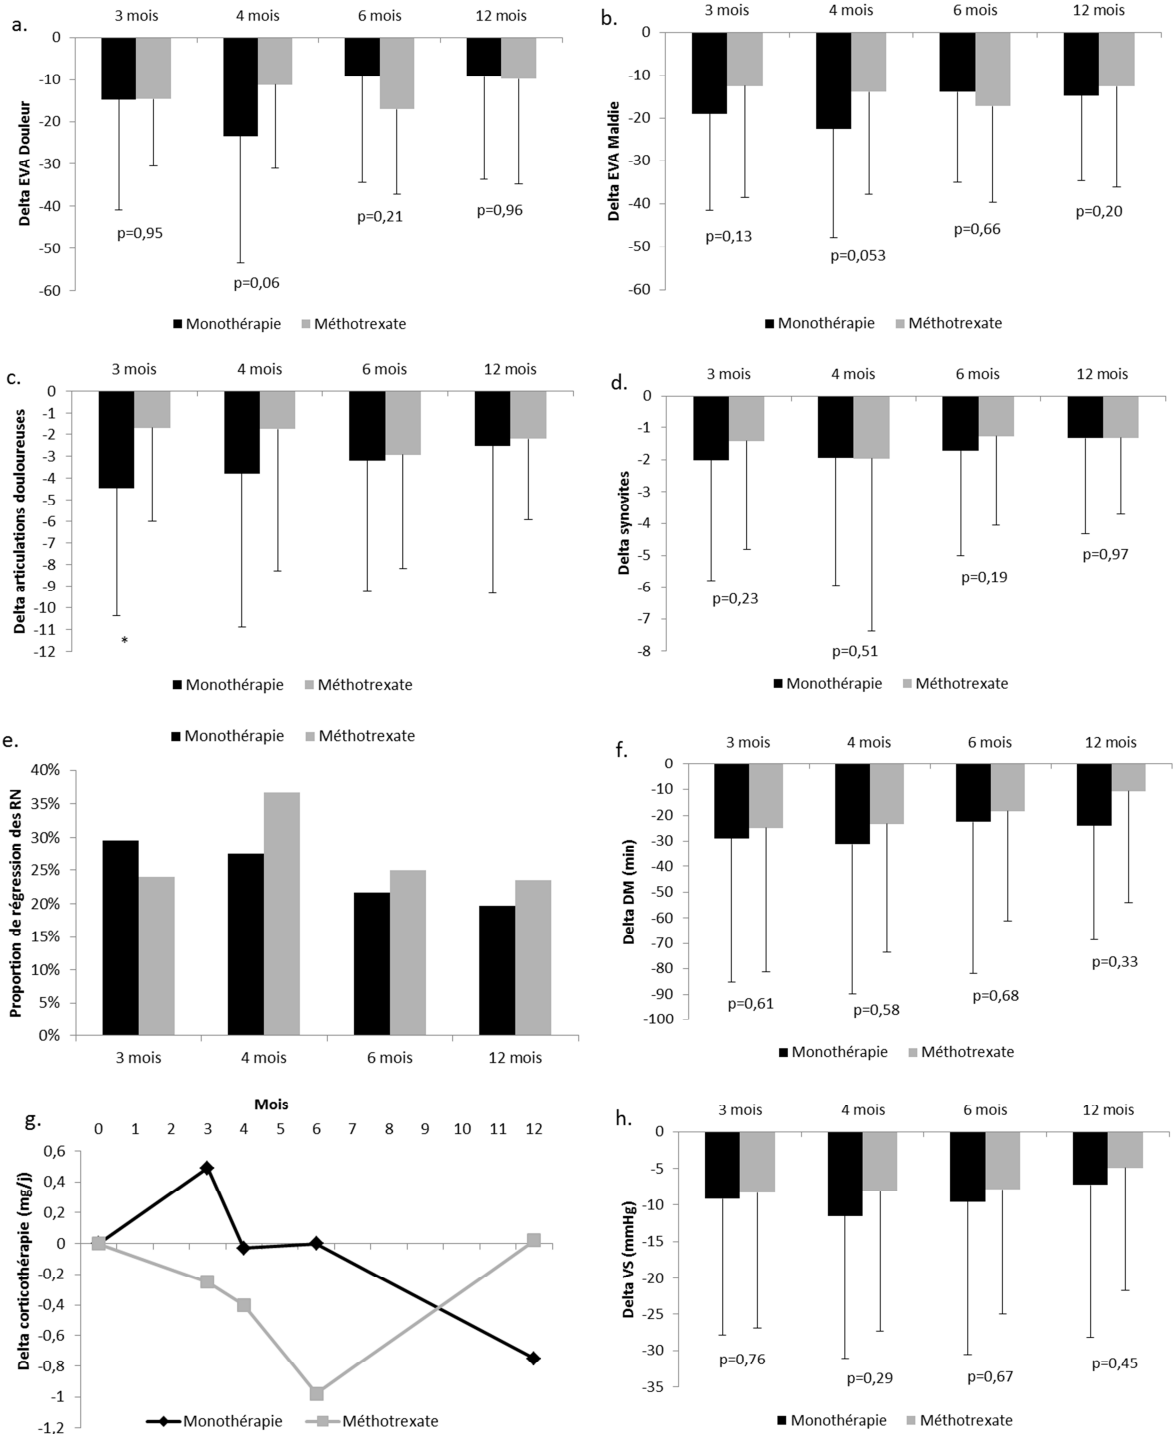 a.
3 mois 4 mois 6 mois 12 mois
Delta EVA Douleur
0
-10
-20
-30
-40
-50
-60
p=0,95
p=0,06
p=0,21
p=0,96
Monothérapie Méthotrexate
b.
3 mois 4 mois 6 mois 12 mois
Delta EVA Maldie
0
-10
-20
-30
-40
-50
-60
p=0,13
p=0,053
p=0,66
p=0,20
Monothérapie Méthotrexate
c.
3 mois 4 mois 6 mois 12 mois
Delta articulations douloureuses
0
-1
-2
-3
-4
-5
-6
-7
-8
-9
-10
-11
-12
*
Monothérapie Méthotrexate
d.
3 mois 4 mois 6 mois 12 mois
Delta synovites
0
-1
-2
-3
-4
-5
-6
-7
-8
p=0,23
p=0,51
p=0,19
p=0,97
Monothérapie Méthotrexate
e.
Monothérapie Méthotrexate
Proportion de régression des RN
40%
35%
30%
25%
20%
15%
10%
5%
0%
3 mois 4 mois 6 mois 12 mois
f.
3 mois 4 mois 6 mois 12 mois
Delta DM (min)
0
-10
-20
-30
-40
-50
-60
-70
-80
-90
-100
p=0,61
p=0,58
p=0,68
p=0,33
Monothérapie Méthotrexate
g.
Mois
0 1 2 3 4 5 6 7 8 9 10 11 12
Delta corticothérapie (mg/j)
0,6
0,4
0,2
0
-0,2
-0,4
-0,6
-0,8
-1
-1,2
Monothérapie Méthotrexate
h.
3 mois 4 mois 6 mois 12 mois
Delta VS (mmHg)
0
-5
-10
-15
-20
-25
-30
-35
p=0,76
p=0,29
p=0,67
p=0,45
Monothérapie Méthotrexate